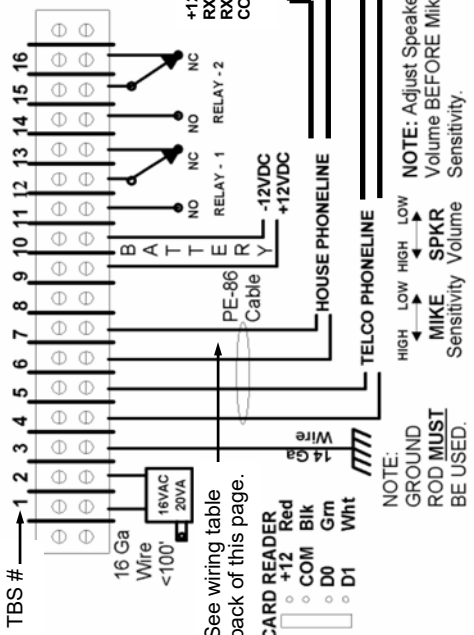 TBS #
1 2 3 4 5 6 7 8 9 10 11 12 13 14 15 16
16 Ga
Wire
<100'
16VAC
20VA
14 Ga
Wire
PE-86
Cable
BATTERY
-12VDC
+12VDC
NO
NC
RELAY - 1
NO
NC
RELAY - 2
+12
See wiring table
back of this page.
HOUSE PHONELINE
TELCO PHONELINE
CARD READER
+12 Red
COM Blk
D0 Grn
D1 Wht
NOTE:
GROUND
ROD MUST
BE USED.
HIGH LOW
MIKE
Sensitivity
HIGH LOW
SPKR
Volume
NOTE: Adjust Speake
Volume BEFORE Mik
Sensitivity.